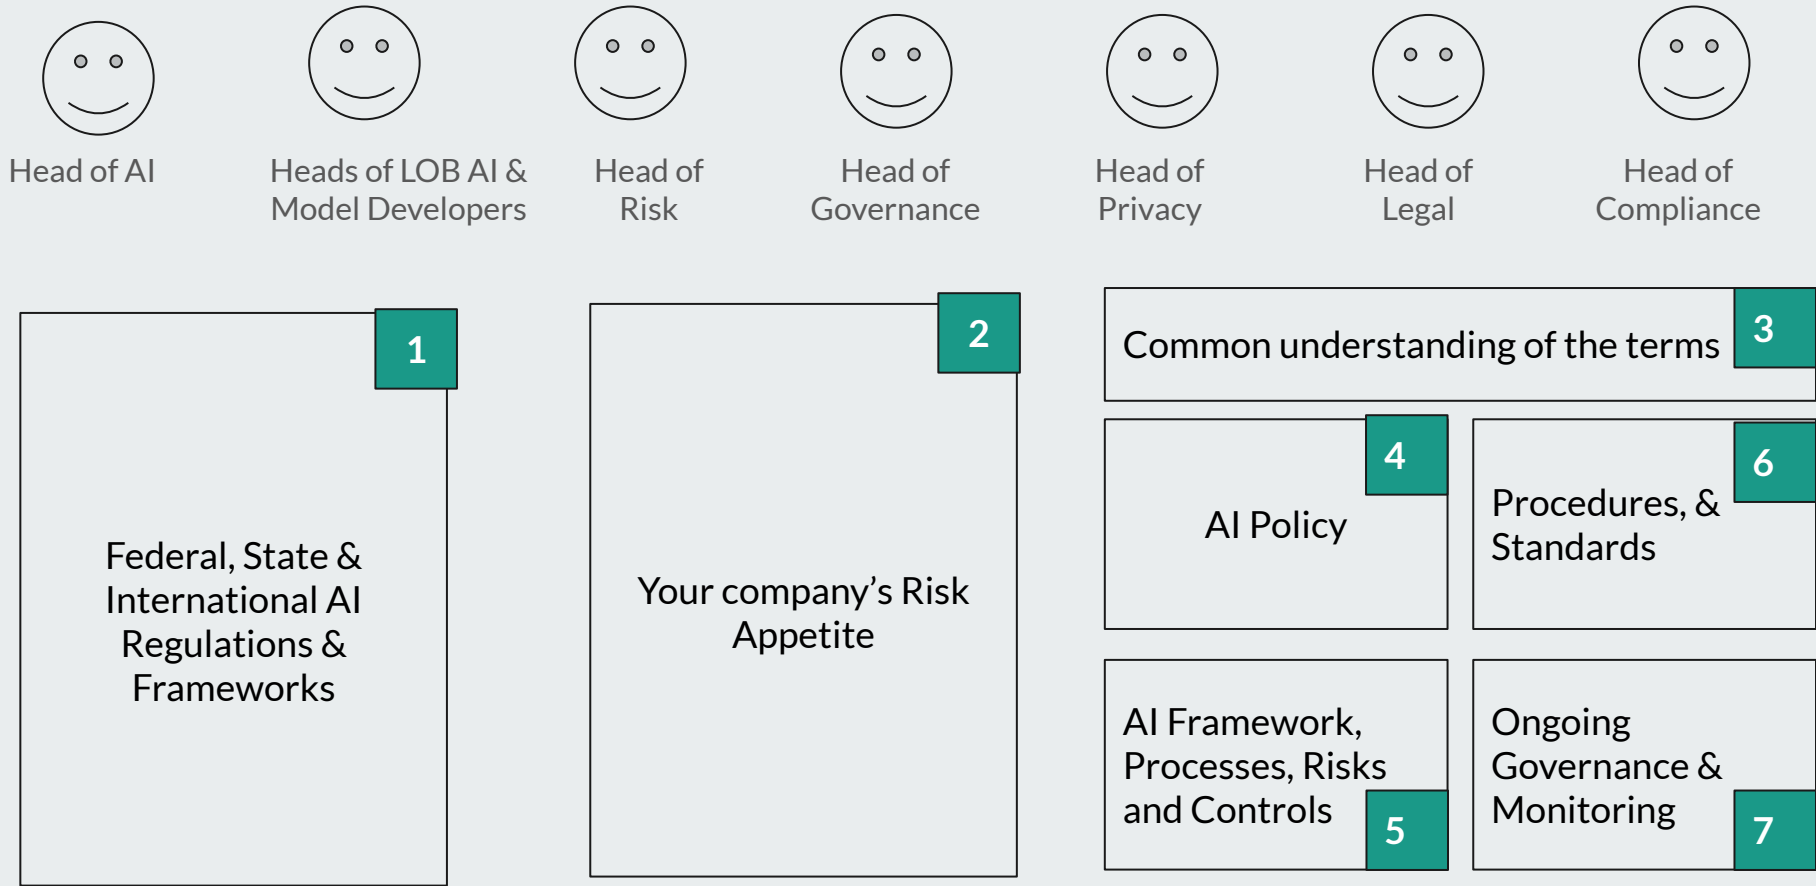 Head of AI
Heads of LOB AI &
Model Developers
Head of
Risk
Head of
Governance
Head of
Privacy
Head of
Legal
Head of
Compliance
1
Federal, State &
International AI
Regulations &
Frameworks
2
Your company’s Risk
Appetite
3
Common understanding of the terms
4
AI Policy
AI Framework,
Processes, Risks
and Controls
5
6
Procedures, &
Standards
Ongoing
Governance &
Monitoring
7